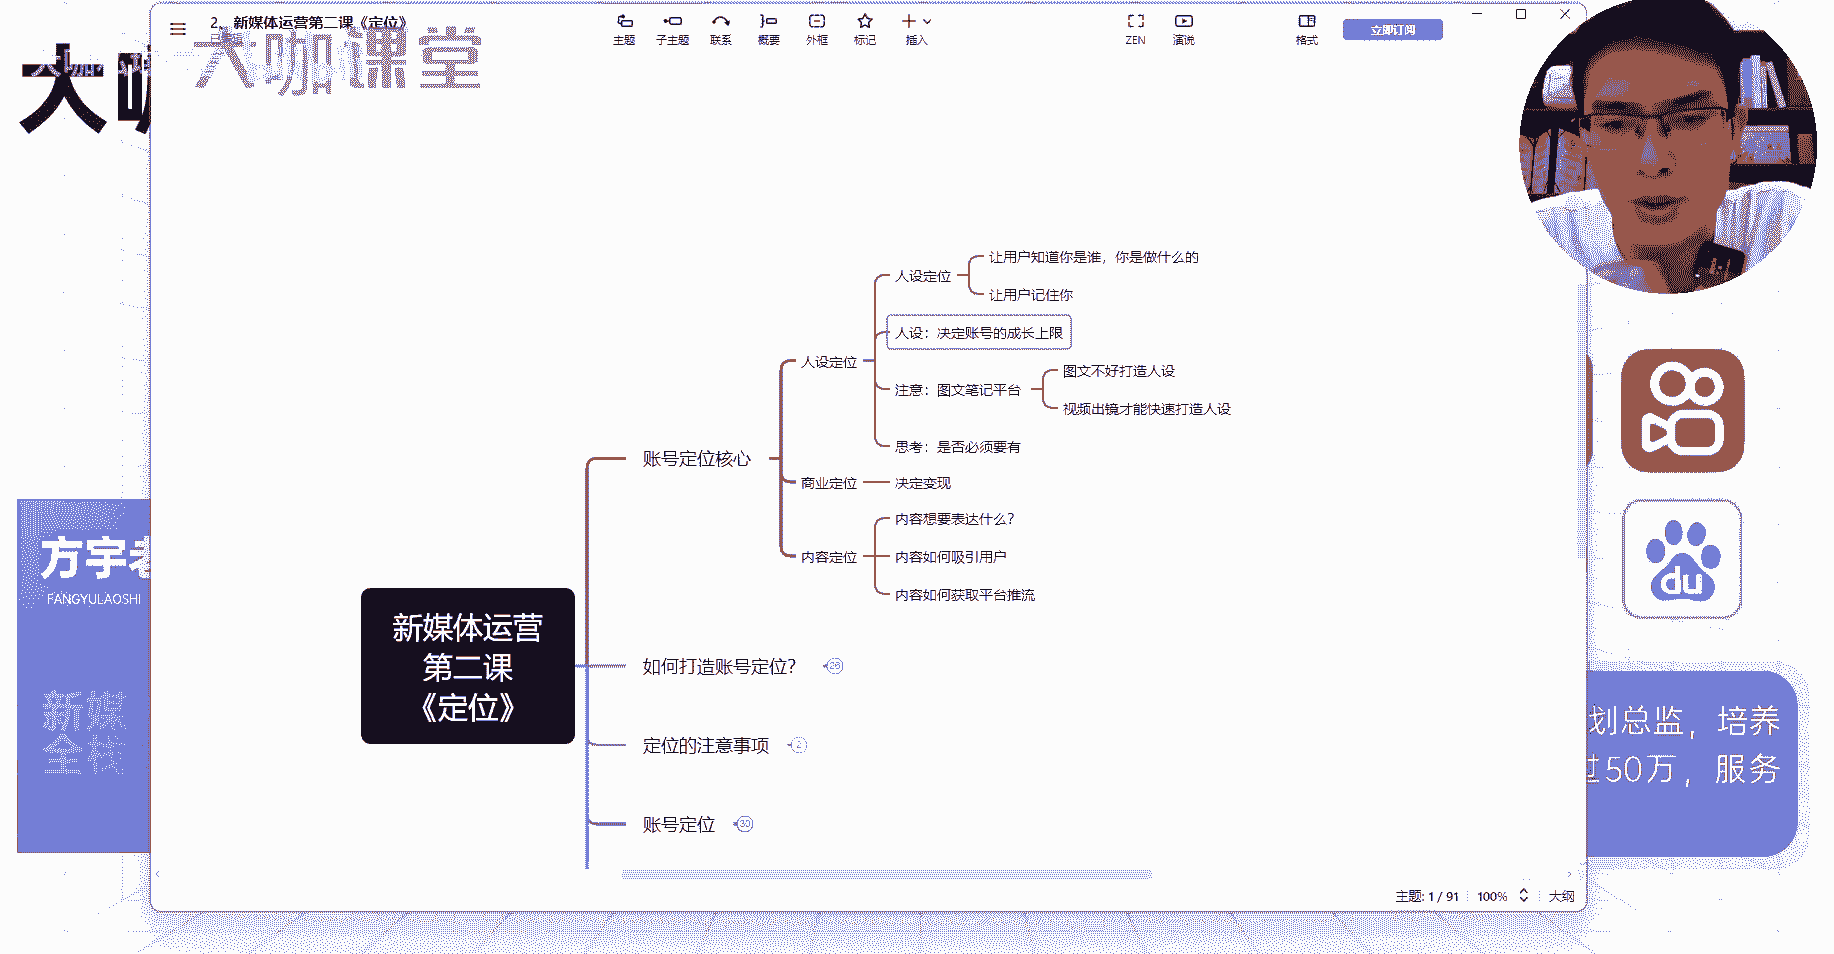 2、新媒体运营第二课《定位》
已编辑
主题
子主题
联系
概要
外框
标记
插入
ZEN
演说
格式
立即订阅
大咖课堂
大咖
让用户知道你是谁，你是做什么的
人设定位
让用户记住你
人设：决定账号的成长上限
人设定位
图文不好打造人设
注意：图文笔记平台
视频出镜才能快速打造人设
思考：是否必须要有
账号定位核心
商业定位
决定变现
内容想要表达什么？
内容定位
内容如何吸引用户
内容如何获取平台推流
新媒体运营
第二课
《定位》
如何打造账号定位？
26
定位的注意事项
2
账号定位
30
方宇老
FANGYULAOSHI
新媒
全栈
du
划总监，培养
过50万，服务
主题: 1 / 91
100%
大纲